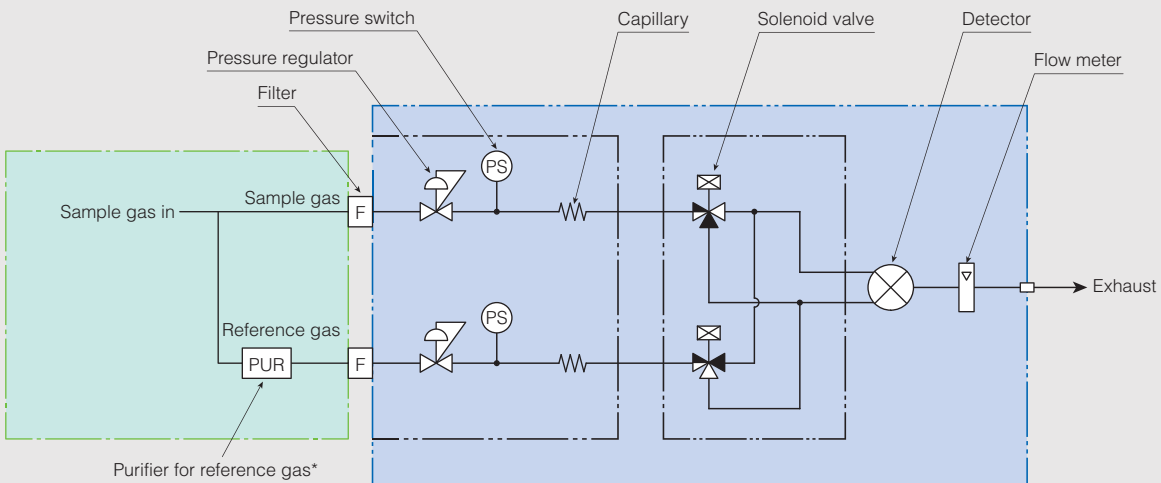 Pressure switch
Capillary
Solenoid valve
Detector
Pressure regulator
Flow meter
Filter
PS
Sample gas in
Sample gas
F
Exhaust
PS
Reference gas
PUR
F
Purifier for reference gas*